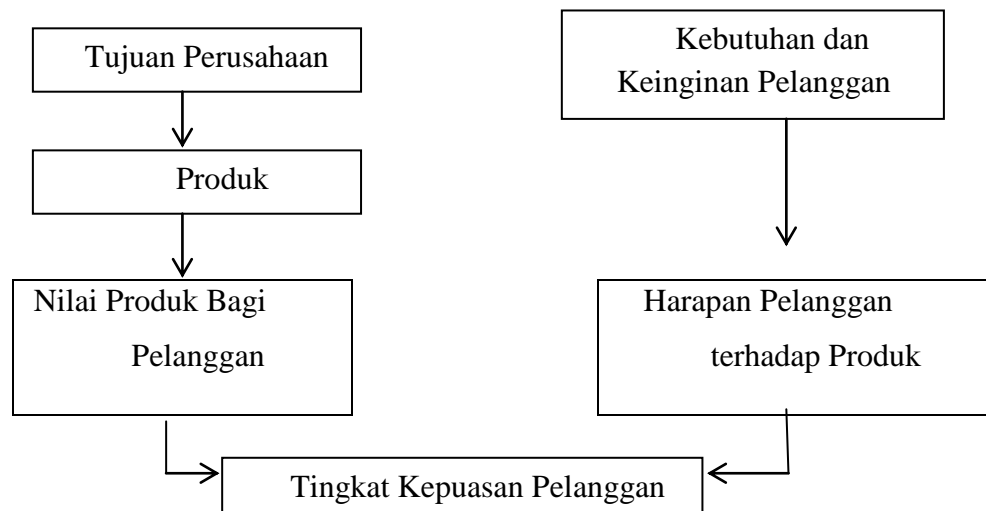 Tujuan Perusahaan
Produk
Nilai Produk Bagi
Pelanggan
Kebutuhan dan
Keinginan Pelanggan
Harapan Pelanggan
terhadap Produk
Tingkat Kepuasan Pelanggan